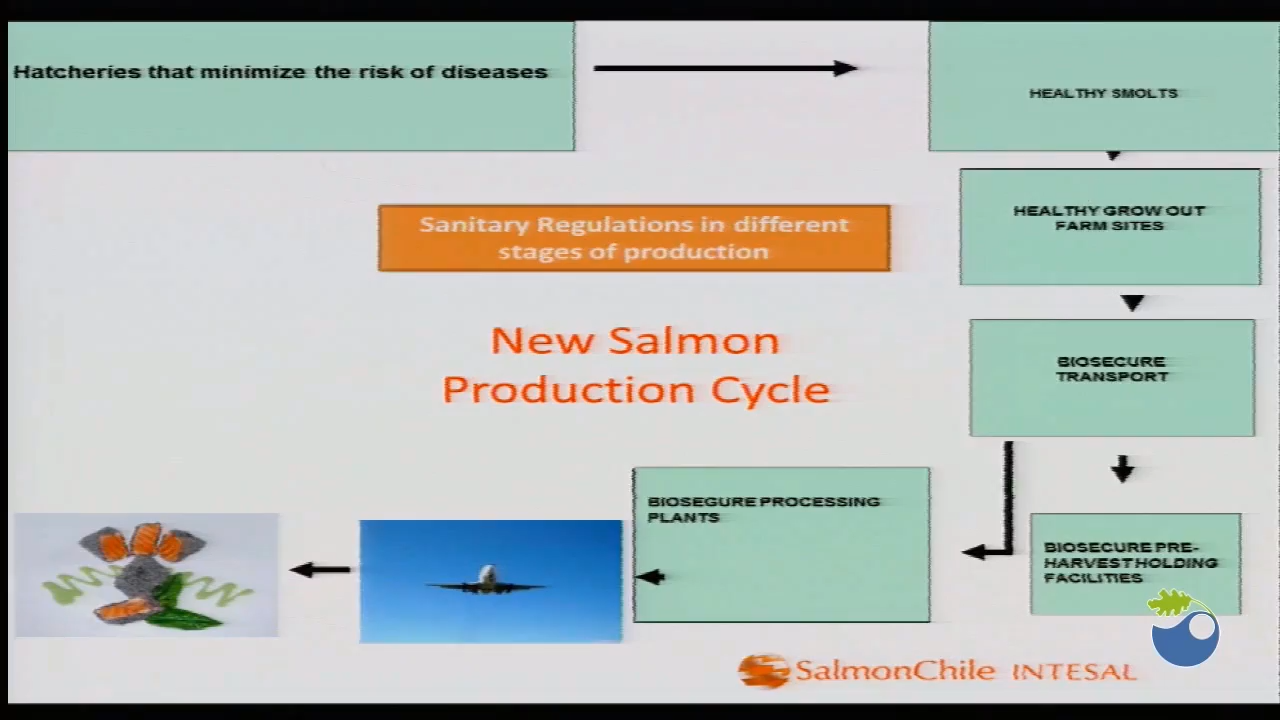 Hatcheries that minimize the risk of diseases
HEALTHY SMOLTS
HEALTHY GROW OUT
FARM SITES
Sanitary Regulations in different
stages of production
New Salmon
Production Cycle
BIOSECURE
TRANSPORT
BIOSEGURE PROCESSING
PLANTS
BIOSECURE PRE-
HARVEST HOLDING
FACILITIES
SalmonChile INTESAL